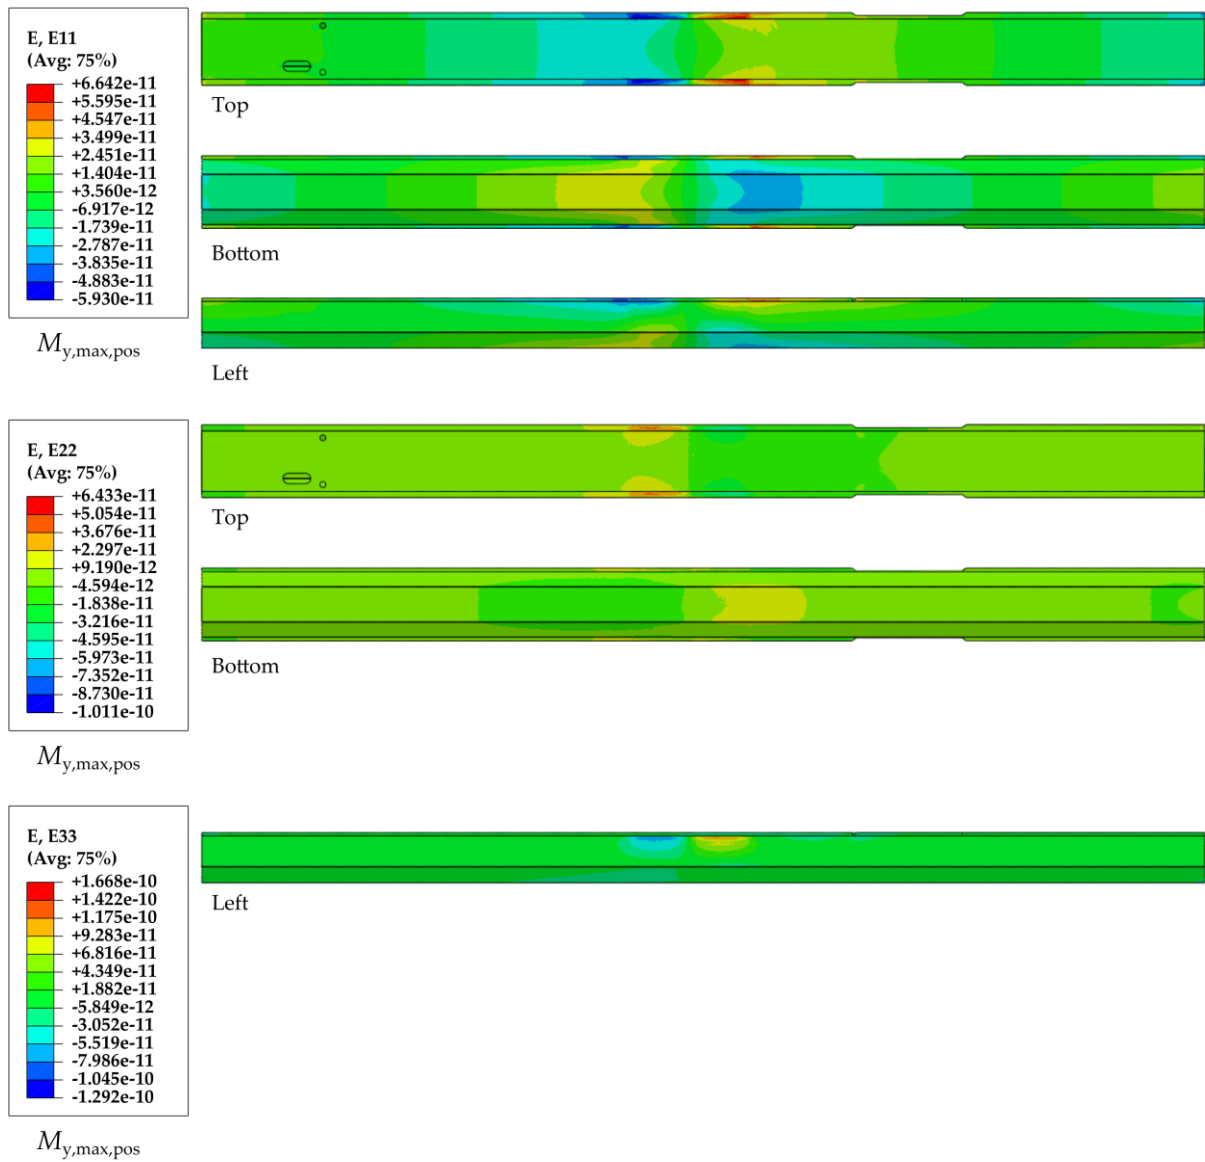 E, E11
(Avg: 75%)
+6.642e-11
+5.595e-11
+4.547e-11
+3.499e-11
+2.451e-11
+1.404e-11
+3.560e-12
-6.917e-12
-1.739e-11
-2.787e-11
-3.835e-11
-4.883e-11
-5.930e-11
My,max,pos
Top
Bottom
Left
E, E22
(Avg: 75%)
+6.433e-11
+5.054e-11
+3.676e-11
+2.297e-11
+9.190e-12
-4.594e-12
-1.838e-11
-3.216e-11
-4.595e-11
-5.973e-11
-7.352e-11
-8.730e-11
-1.011e-10
My,max,pos
Top
Bottom
E, E33
(Avg: 75%)
+1.668e-10
+1.422e-10
+1.175e-10
+9.283e-11
+6.816e-11
+4.349e-11
+1.882e-11
-5.849e-12
-3.052e-11
-5.519e-11
-7.986e-11
-1.045e-10
-1.292e-10
My,max,pos
Left